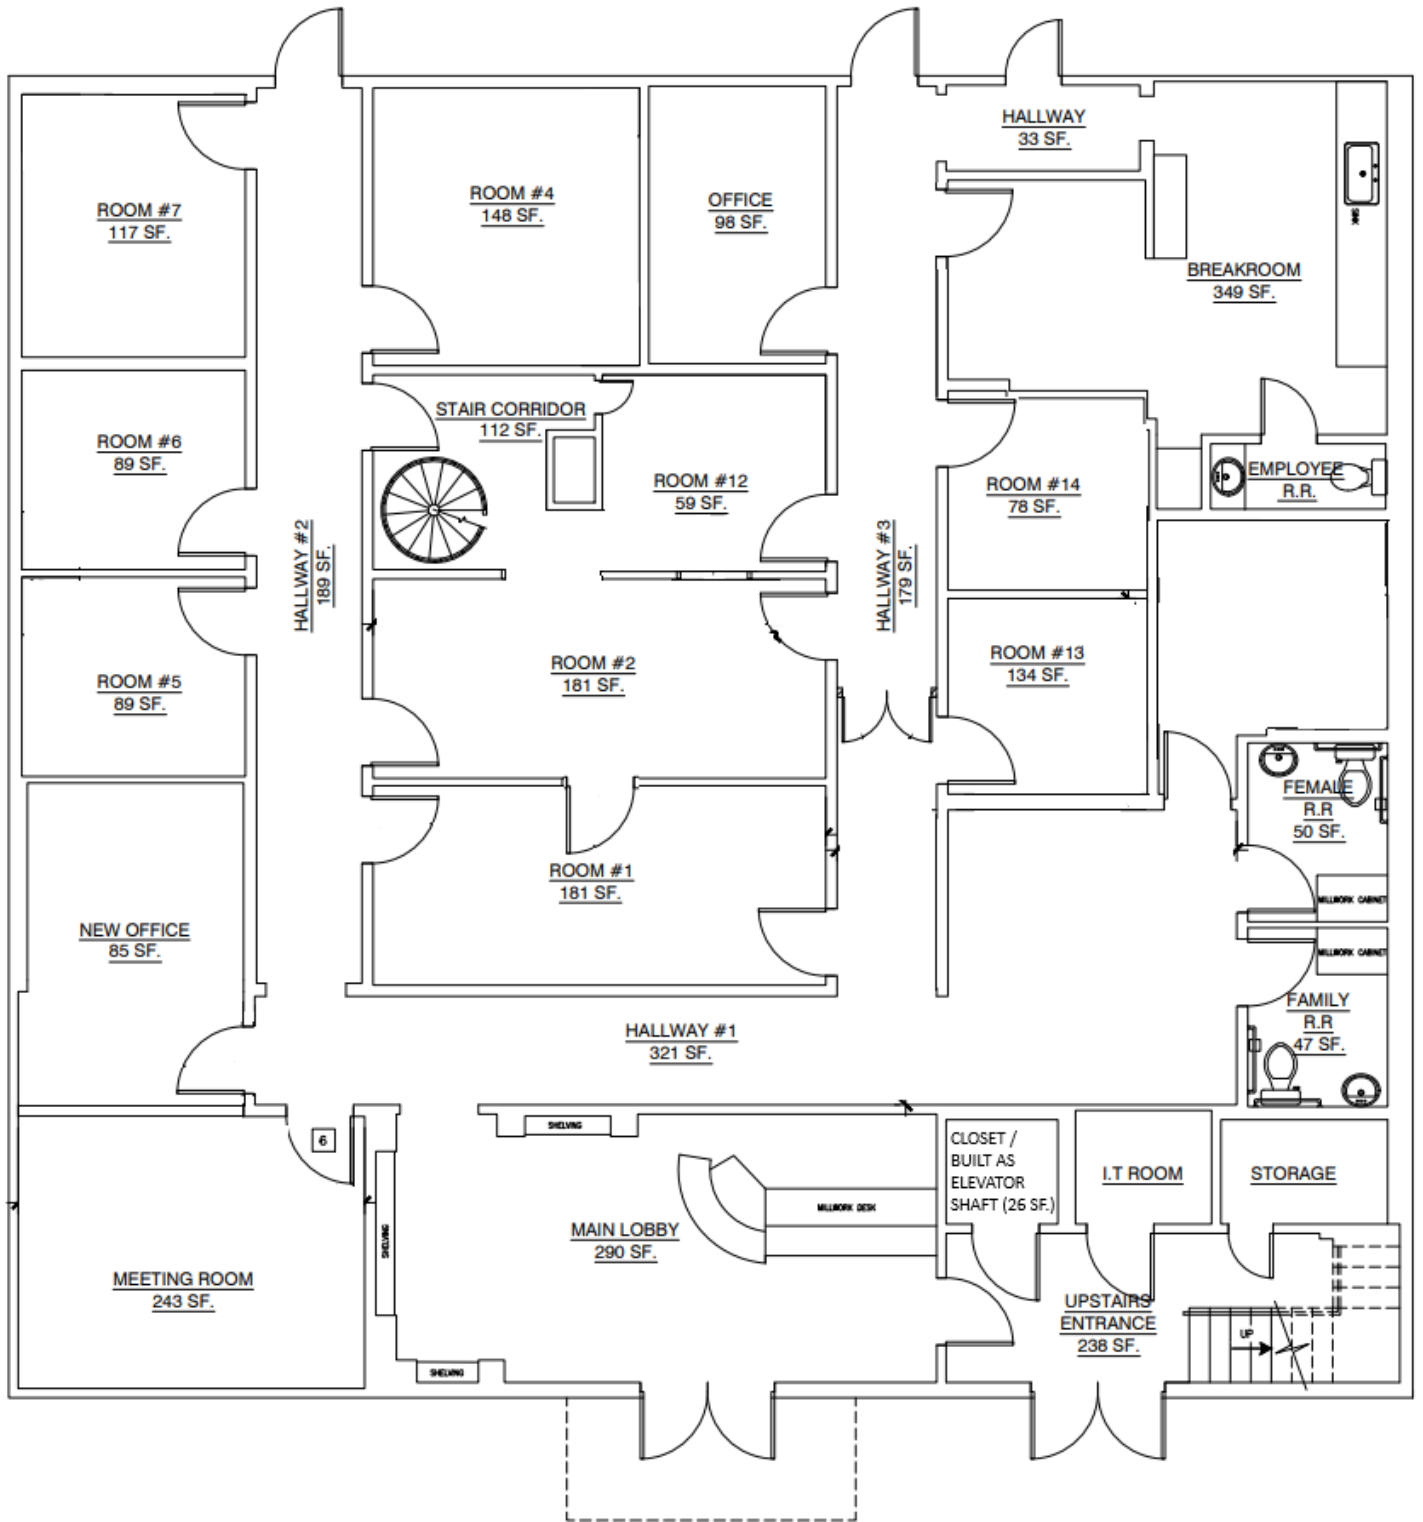 HALLWAY
33 SF.
ROOM #7
117 SF.
ROOM #4
148 SF.
OFFICE
98 SF.
SINK
BREAKROOM
349 SF.
STAIR CORRIDOR
112 SF.
ROOM #6
89 SF.
ROOM #12
59 SF.
ROOM #14
78 SF.
EMPLOYEE
R.R.
HALLWAY #2
189 SF.
HALLWAY #3
179 SF.
ROOM #5
89 SF.
ROOM #2
181 SF.
ROOM #13
134 SF.
FEMALE
R.R
50 SF.
ROOM #1
181 SF.
MILLWORK CABINET
NEW OFFICE
85 SF.
MILLWORK CABINET
FAMILY
R.R
47 SF.
HALLWAY #1
321 SF.
SHELVING
6
CLOSET /
BUILT AS
ELEVATOR
SHAFT (26 SF.)
I.T ROOM
STORAGE
MILLWORK DESK
SHELVING
MAIN LOBBY
290 SF.
MEETING ROOM
243 SF.
UPSTAIRS
ENTRANCE
238 SF.
UP
SHELVING